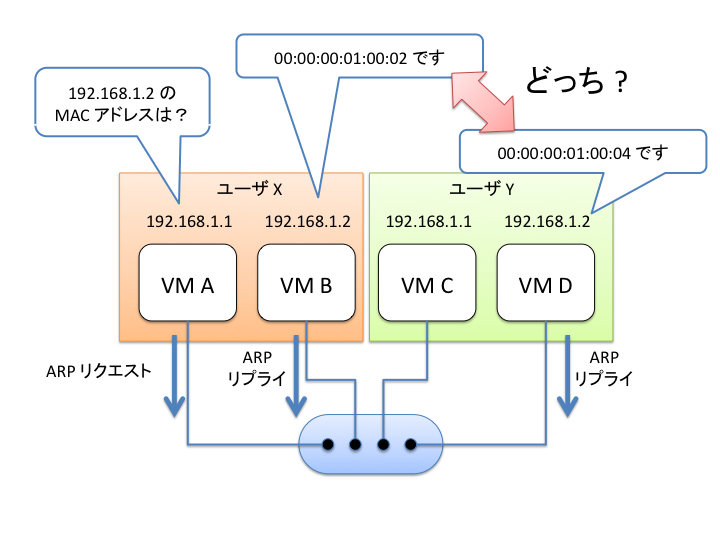 00:00:00:01:00:02 です
どっち ?
192.168.1.2 の
MAC アドレスは？
00:00:00:01:00:04 です
ユーザ X
ユーザ Y
192.168.1.1
192.168.1.2
192.168.1.1
192.168.1.2
VM A
VM B
VM C
VM D
ARP リクエスト
ARP
リプライ
ARP
リプライ